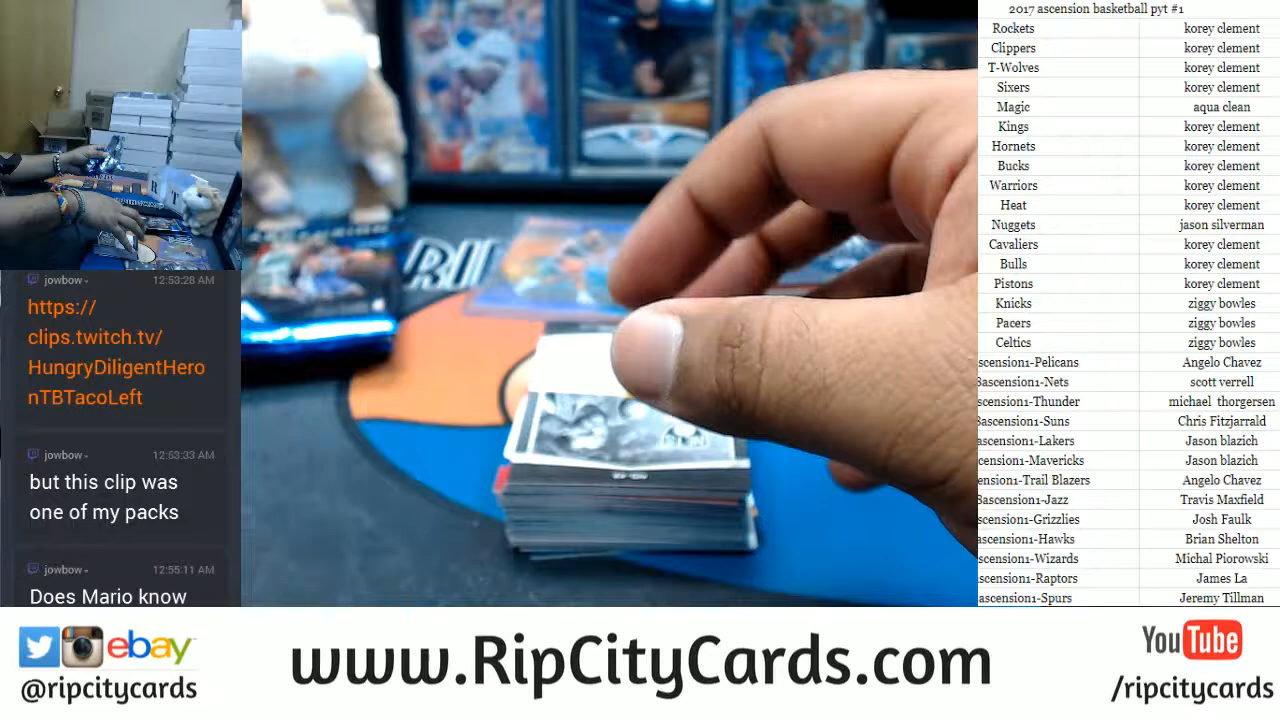 2017 ascension basketball pyt #1
Rockets korey clement
Clippers korey clement
T-Wolves korey clement
Sixers korey clement
Magic aqua clean
Kings korey clement
Hornets korey clement
Bucks korey clement
Warriors korey clement
Heat korey clement
Nuggets jason silverman
Cavaliers korey clement
Bulls korey clement
Pistons korey clement
Knicks ziggy bowles
Pacers ziggy bowles
Celtics ziggy bowles
scension1-Pelicans Angelo Chavez
ascension1-Nets scott verrell
ascension1-Thunder michael thorgersen
ascension1-Suns Chris Fitzjarrald
ascension1-Lakers Jason blazich
cension1-Mavericks Jason blazich
ension1-Trail Blazers Angelo Chavez
8ascension1-Jazz Travis Maxfield
scension1-Grizzlies Josh Faulk
ascension1-Hawks Brian Shelton
scension1-Wizards Michal Piorowski
scension1-Raptors James La
ascension1-Spurs Jeremy Tillman
jowbow 12:53:28 AM
https://
clips.twitch.tv/
HungryDiligentHero
nTBTacoLeft
jowbow 12:53:33 AM
but this clip was
one of my packs
jowbow 12:55:11 AM
Does Mario know
RI
ebay
@ripcitycards
www.RipCityCards.com
YouTube
/ripcitycards